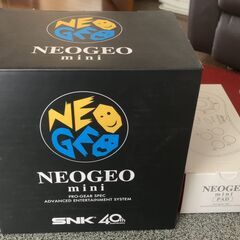 NEO
GEO
NEOGEO
mini
NEO
GEO
NEOGEO
mini
PRO-GEAR SPEC
ADVANCED ENTERTAINMENT SYSTEM
SNK 40th
NEOGEO
mini
PAD